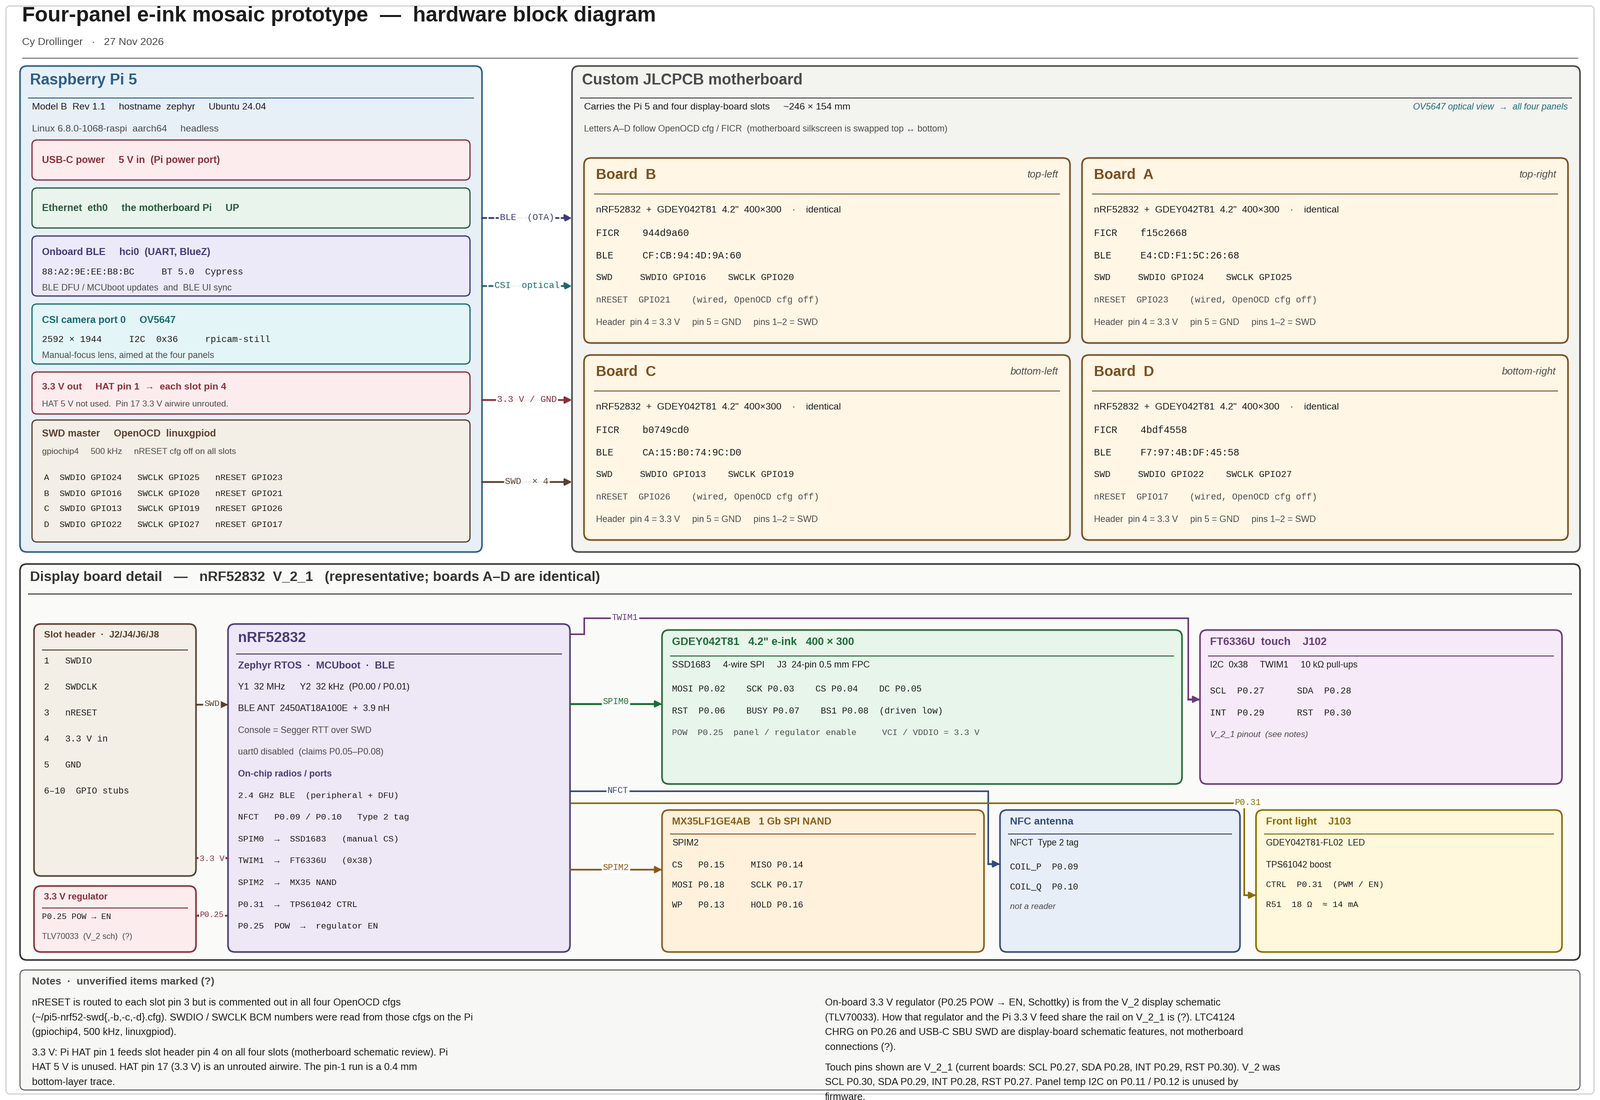 Four-panel e-ink mosaic prototype — hardware block diagram
Cy Drollinger · 27 Nov 2026
Raspberry Pi 5
Model B Rev 1.1 hostname zephyr Ubuntu 24.04
Linux 6.8.0-1068-raspi aarch64 headless
USB-C power 5 V in (Pi power port)
Ethernet eth0 the motherboard Pi UP
Onboard BLE hci0 (UART, BlueZ)
88:A2:9E:EE:B8:BC BT 5.0 Cypress
BLE DFU / MCUboot updates and BLE UI sync
CSI camera port 0 OV5647
2592 × 1944 I2C 0x36 rpicam-still
Manual-focus lens, aimed at the four panels
3.3 V out HAT pin 1 → each slot pin 4
HAT 5 V not used. Pin 17 3.3 V airwire unrouted.
SWD master OpenOCD linuxgpiod
gpiochip4 500 kHz nRESET cfg off on all slots
A SWDIO GPIO24 SWCLK GPIO25 nRESET GPIO23
B SWDIO GPIO16 SWCLK GPIO20 nRESET GPIO21
C SWDIO GPIO13 SWCLK GPIO19 nRESET GPIO26
D SWDIO GPIO22 SWCLK GPIO27 nRESET GPIO17
BLE (OTA)
CSI optical
3.3 V / GND
SWD × 4
Custom JLCPCB motherboard
Carries the Pi 5 and four display-board slots ~246 × 154 mm
OV5647 optical view → all four panels
Letters A–D follow OpenOCD cfg / FICR (motherboard silkscreen is swapped top ↔ bottom)
Board B top-left
nRF52832 + GDEY042T81 4.2" 400×300 · identical
FICR 944d9a60
BLE CF:CB:94:4D:9A:60
SWD SWDIO GPIO16 SWCLK GPIO20
nRESET GPIO21 (wired, OpenOCD cfg off)
Header pin 4 = 3.3 V pin 5 = GND pins 1–2 = SWD
Board A top-right
nRF52832 + GDEY042T81 4.2" 400×300 · identical
FICR f15c2668
BLE E4:CD:F1:5C:26:68
SWD SWDIO GPIO24 SWCLK GPIO25
nRESET GPIO23 (wired, OpenOCD cfg off)
Header pin 4 = 3.3 V pin 5 = GND pins 1–2 = SWD
Board C bottom-left
nRF52832 + GDEY042T81 4.2" 400×300 · identical
FICR b0749cd0
BLE CA:15:B0:74:9C:D0
SWD SWDIO GPIO13 SWCLK GPIO19
nRESET GPIO26 (wired, OpenOCD cfg off)
Header pin 4 = 3.3 V pin 5 = GND pins 1–2 = SWD
Board D bottom-right
nRF52832 + GDEY042T81 4.2" 400×300 · identical
FICR 4bdf4558
BLE F7:97:4B:DF:45:58
SWD SWDIO GPIO22 SWCLK GPIO27
nRESET GPIO17 (wired, OpenOCD cfg off)
Header pin 4 = 3.3 V pin 5 = GND pins 1–2 = SWD
Display board detail — nRF52832 V_2_1 (representative; boards A–D are identical)
Slot header · J2/J4/J6/J8
1 SWDIO
2 SWDCLK
3 nRESET
4 3.3 V in
5 GND
6–10 GPIO stubs
3.3 V regulator
P0.25 POW → EN
TLV70033 (V_2 sch) (?)
SWD
3.3 V
P0.25
nRF52832
Zephyr RTOS · MCUboot · BLE
Y1 32 MHz Y2 32 kHz (P0.00 / P0.01)
BLE ANT 2450AT18A100E + 3.9 nH
Console = Segger RTT over SWD
uart0 disabled (claims P0.05–P0.08)
On-chip radios / ports
2.4 GHz BLE (peripheral + DFU)
NFCT P0.09 / P0.10 Type 2 tag
SPIM0 → SSD1683 (manual CS)
TWIM1 → FT6336U (0x38)
SPIM2 → MX35 NAND
P0.31 → TPS61042 CTRL
P0.25 POW → regulator EN
TWIM1
SPIM0
NFCT
P0.31
SPIM2
GDEY042T81 4.2" e-ink 400 × 300
SSD1683 4-wire SPI J3 24-pin 0.5 mm FPC
MOSI P0.02 SCK P0.03 CS P0.04 DC P0.05
RST P0.06 BUSY P0.07 BS1 P0.08 (driven low)
POW P0.25 panel / regulator enable VCI / VDDIO = 3.3 V
FT6336U touch J102
I2C 0x38 TWIM1 10 kΩ pull-ups
SCL P0.27 SDA P0.28
INT P0.29 RST P0.30
V_2_1 pinout (see notes)
MX35LF1GE4AB 1 Gb SPI NAND
SPIM2
CS P0.15 MISO P0.14
MOSI P0.18 SCLK P0.17
WP P0.13 HOLD P0.16
NFC antenna
NFCT Type 2 tag
COIL_P P0.09
COIL_Q P0.10
not a reader
Front light J103
GDEY042T81-FL02 LED
TPS61042 boost
CTRL P0.31 (PWM / EN)
R51 18 Ω ≈ 14 mA
Notes · unverified items marked (?)
nRESET is routed to each slot pin 3 but is commented out in all four OpenOCD cfgs
(~/pi5-nrf52-swd{,-b,-c,-d}.cfg). SWDIO / SWCLK BCM numbers were read from those cfgs on the Pi
(gpiochip4, 500 kHz, linuxgpiod).
3.3 V: Pi HAT pin 1 feeds slot header pin 4 on all four slots (motherboard schematic review). Pi
HAT 5 V is unused. HAT pin 17 (3.3 V) is an unrouted airwire. The pin-1 run is a 0.4 mm
bottom-layer trace.
On-board 3.3 V regulator (P0.25 POW → EN, Schottky) is from the V_2 display schematic
(TLV70033). How that regulator and the Pi 3.3 V feed share the rail on V_2_1 is (?). LTC4124
CHRG on P0.26 and USB-C SBU SWD are display-board schematic features, not motherboard
connections (?).
Touch pins shown are V_2_1 (current boards: SCL P0.27, SDA P0.28, INT P0.29, RST P0.30). V_2 was
SCL P0.30, SDA P0.29, INT P0.28, RST P0.27. Panel temp I2C on P0.11 / P0.12 is unused by
firmware.